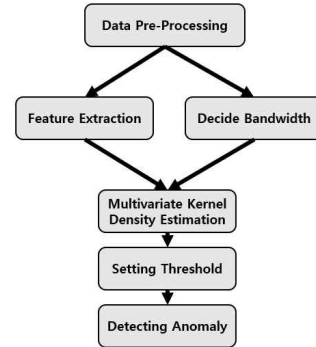 Data Pre-Processing
Feature Extraction
Decide Bandwidth
Multivariate Kernel
Density Estimation
Setting Threshold
Detecting Anomaly